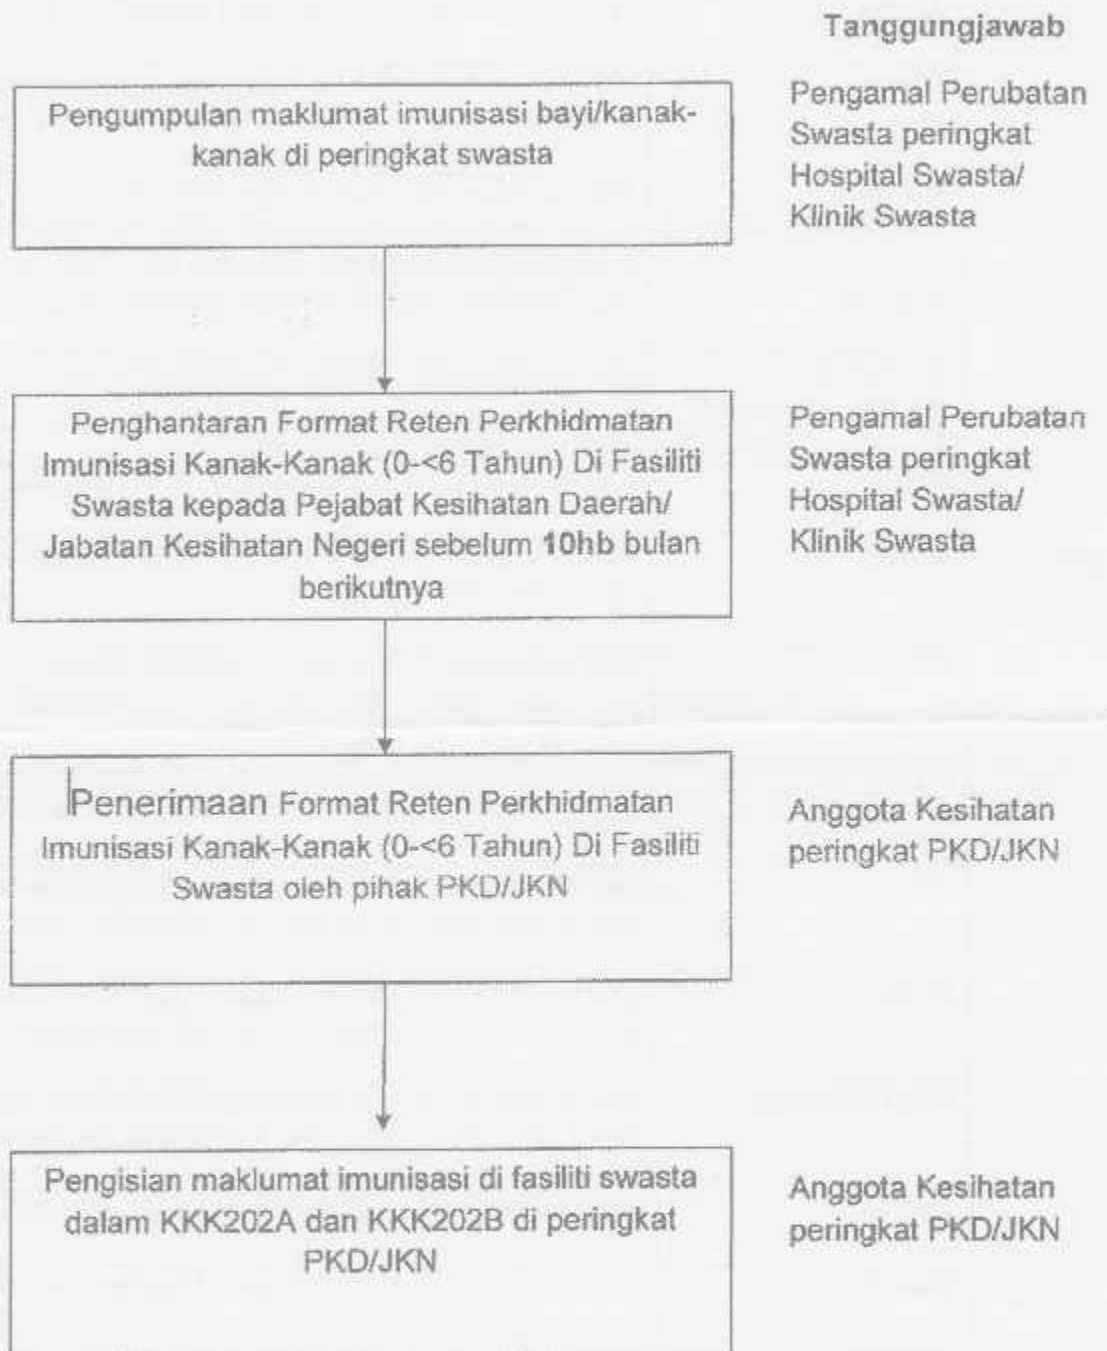 Tanggungjawab
Pengumpulan maklumat imunisasi bayi/kanak-
kanak di peringkat swasta
Pengamal Perubatan
Swasta peringkat
Hospital Swasta/
Klinik Swasta
Penghantaran Format Reten Perkhidmatan
Imunisasi Kanak-Kanak (0-<6 Tahun) Di Fasiliti
Swasta kepada Pejabat Kesihatan Daerah/
Jabatan Kesihatan Negeri sebelum 10hb bulan
berikutnya
Pengamal Perubatan
Swasta peringkat
Hospital Swasta/
Klinik Swasta
Penerimaan Format Reten Perkhidmatan
Imunisasi Kanak-Kanak (0-<6 Tahun) Di Fasiliti
Swasta oleh pihak PKD/JKN
Anggota Kesihatan
peringkat PKD/JKN
Pengisian maklumat imunisasi di fasiliti swasta
dalam KKK202A dan KKK202B di peringkat
PKD/JKN
Anggota Kesihatan
peringkat PKD/JKN